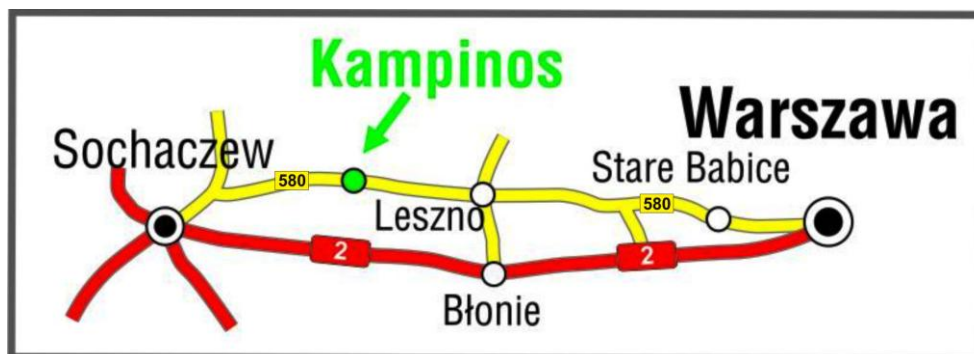 Kampinos
Warszawa
Sochaczew
Stare Babice
580
580
Leszno
2
2
Błonie